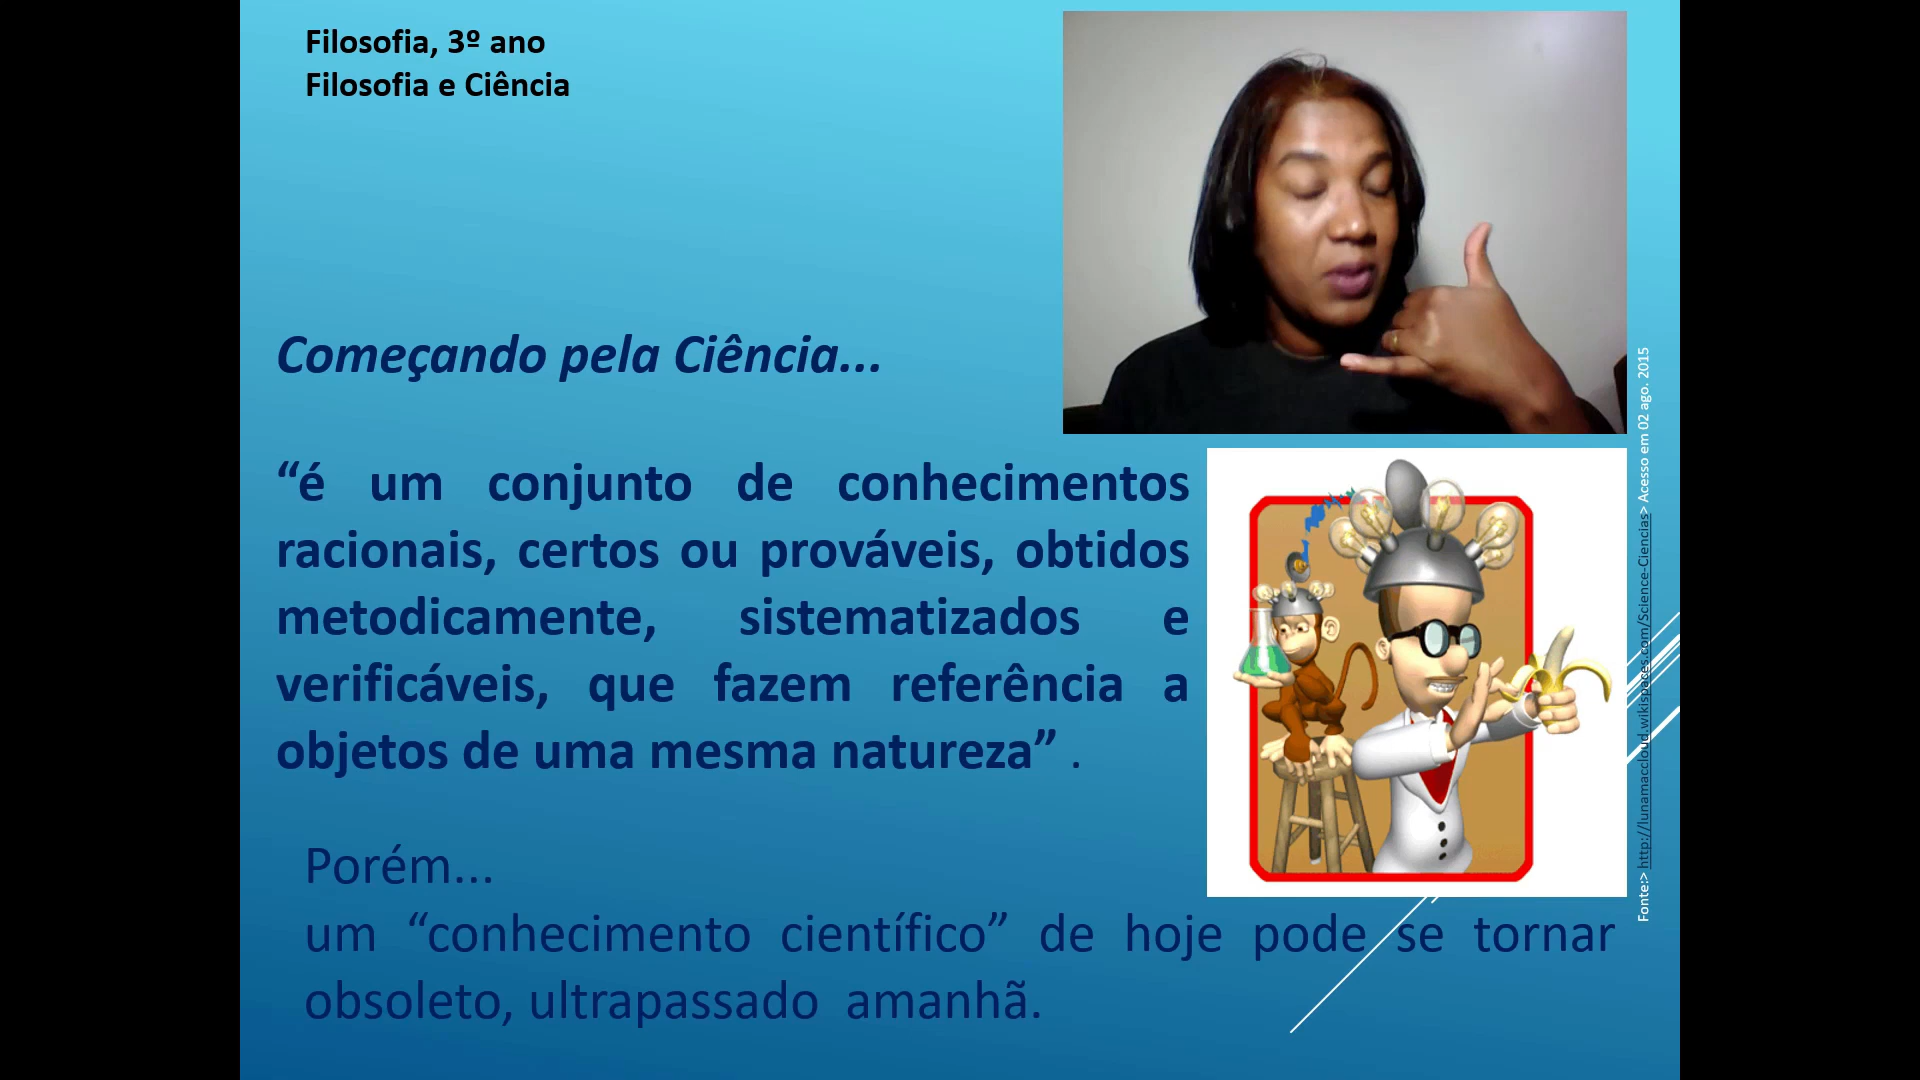 Filosofia, 3º ano
Filosofia e Ciência
Começando pela Ciência...
“é um conjunto de conhecimentos
racionais, certos ou prováveis, obtidos
metodicamente, sistematizados e
verificáveis, que fazem referência a
objetos de uma mesma natureza” .
Porém...
um “conhecimento científico” de hoje pode se tornar
obsoleto, ultrapassado amanhã.
Fonte:> http://lunamaccloud.wikispaces.com/Science-Ciencias> Acesso em 02 ago. 2015